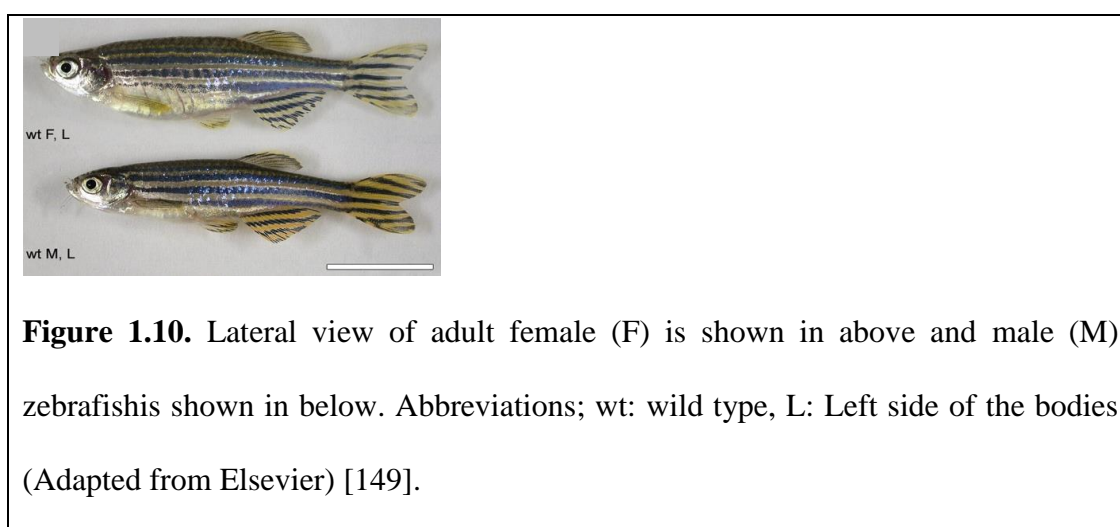 wt F, L
wt M, L
Figure 1.10. Lateral view of adult female (F) is shown in above and male (M)
zebrafishis shown in below. Abbreviations; wt: wild type, L: Left side of the bodies
(Adapted from Elsevier) [149].